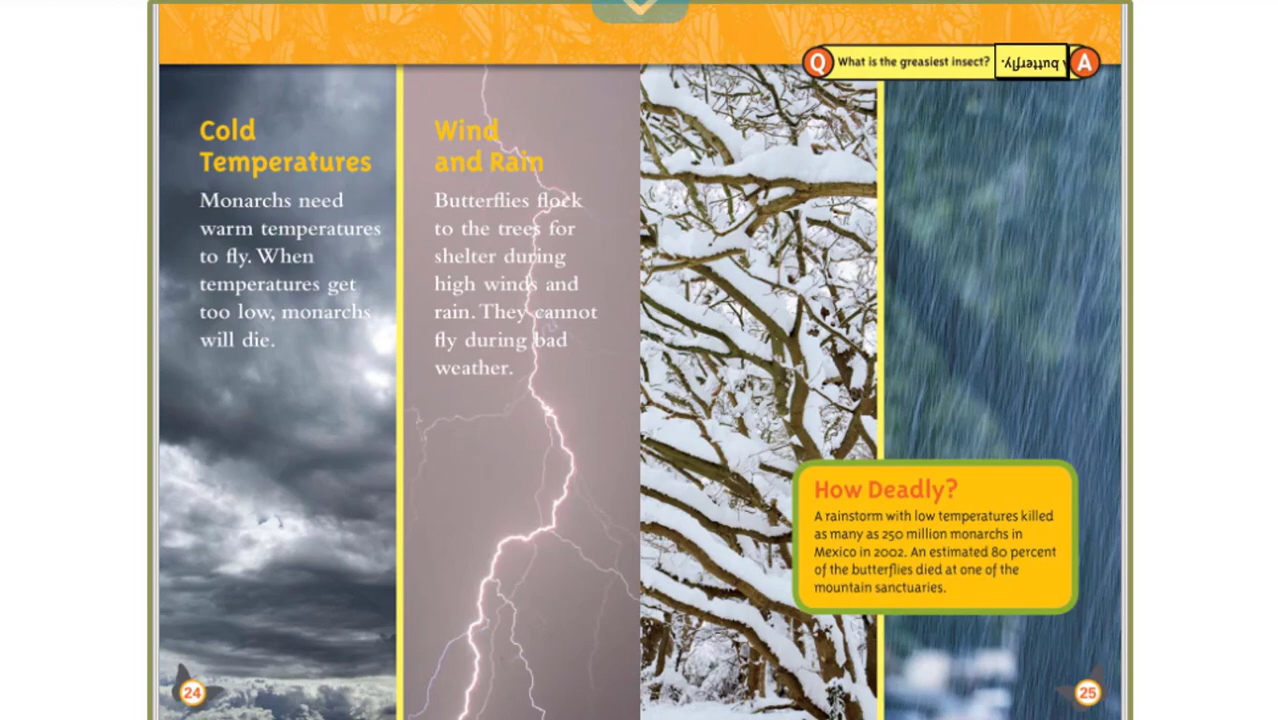 Q What is the greasiest insect? butterfly. A
Cold
Temperatures
Monarchs need
warm temperatures
to fly. When
temperatures get
too low, monarchs
will die.
Wind
and Rain
Butterflies flock
to the trees for
shelter during
high winds and
rain. They cannot
fly during bad
weather.
How Deadly?
A rainstorm with low temperatures killed
as many as 250 million monarchs in
Mexico in 2002. An estimated 80 percent
of the butterflies died at one of the
mountain sanctuaries.
24
25